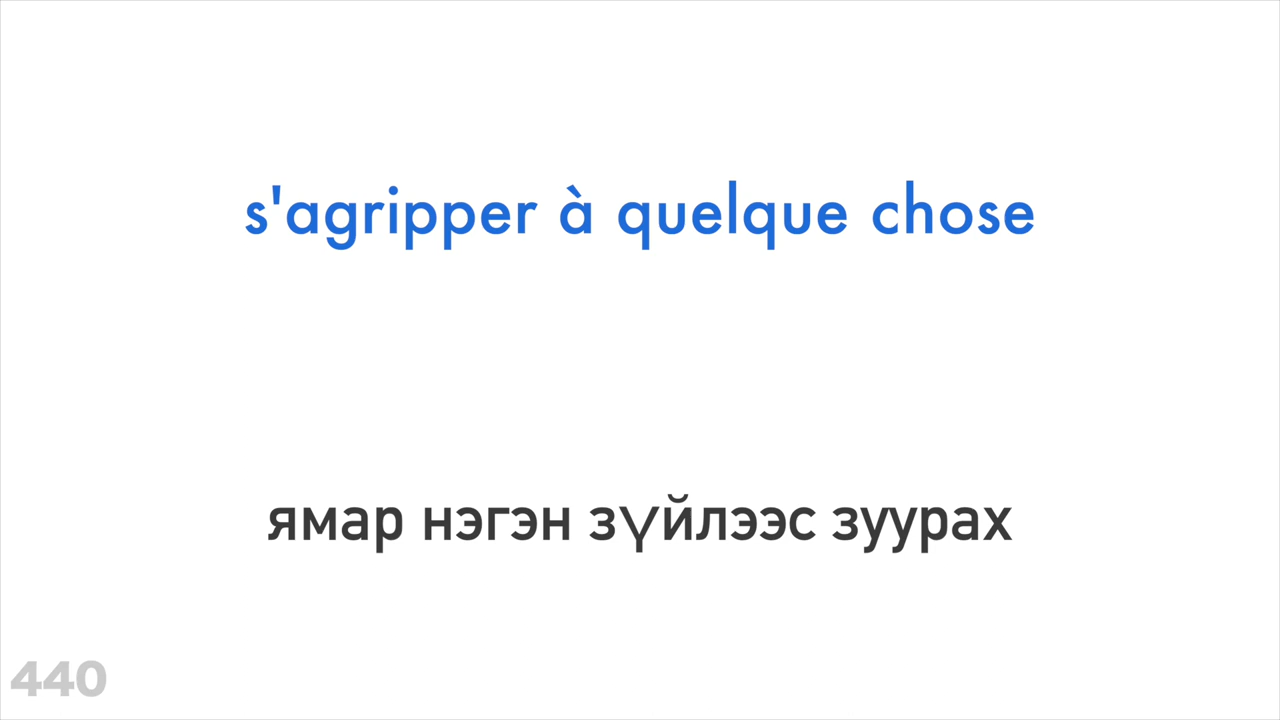 s'agripper à quelque chose
ямар нэгэн зүйлээс зуурах
440